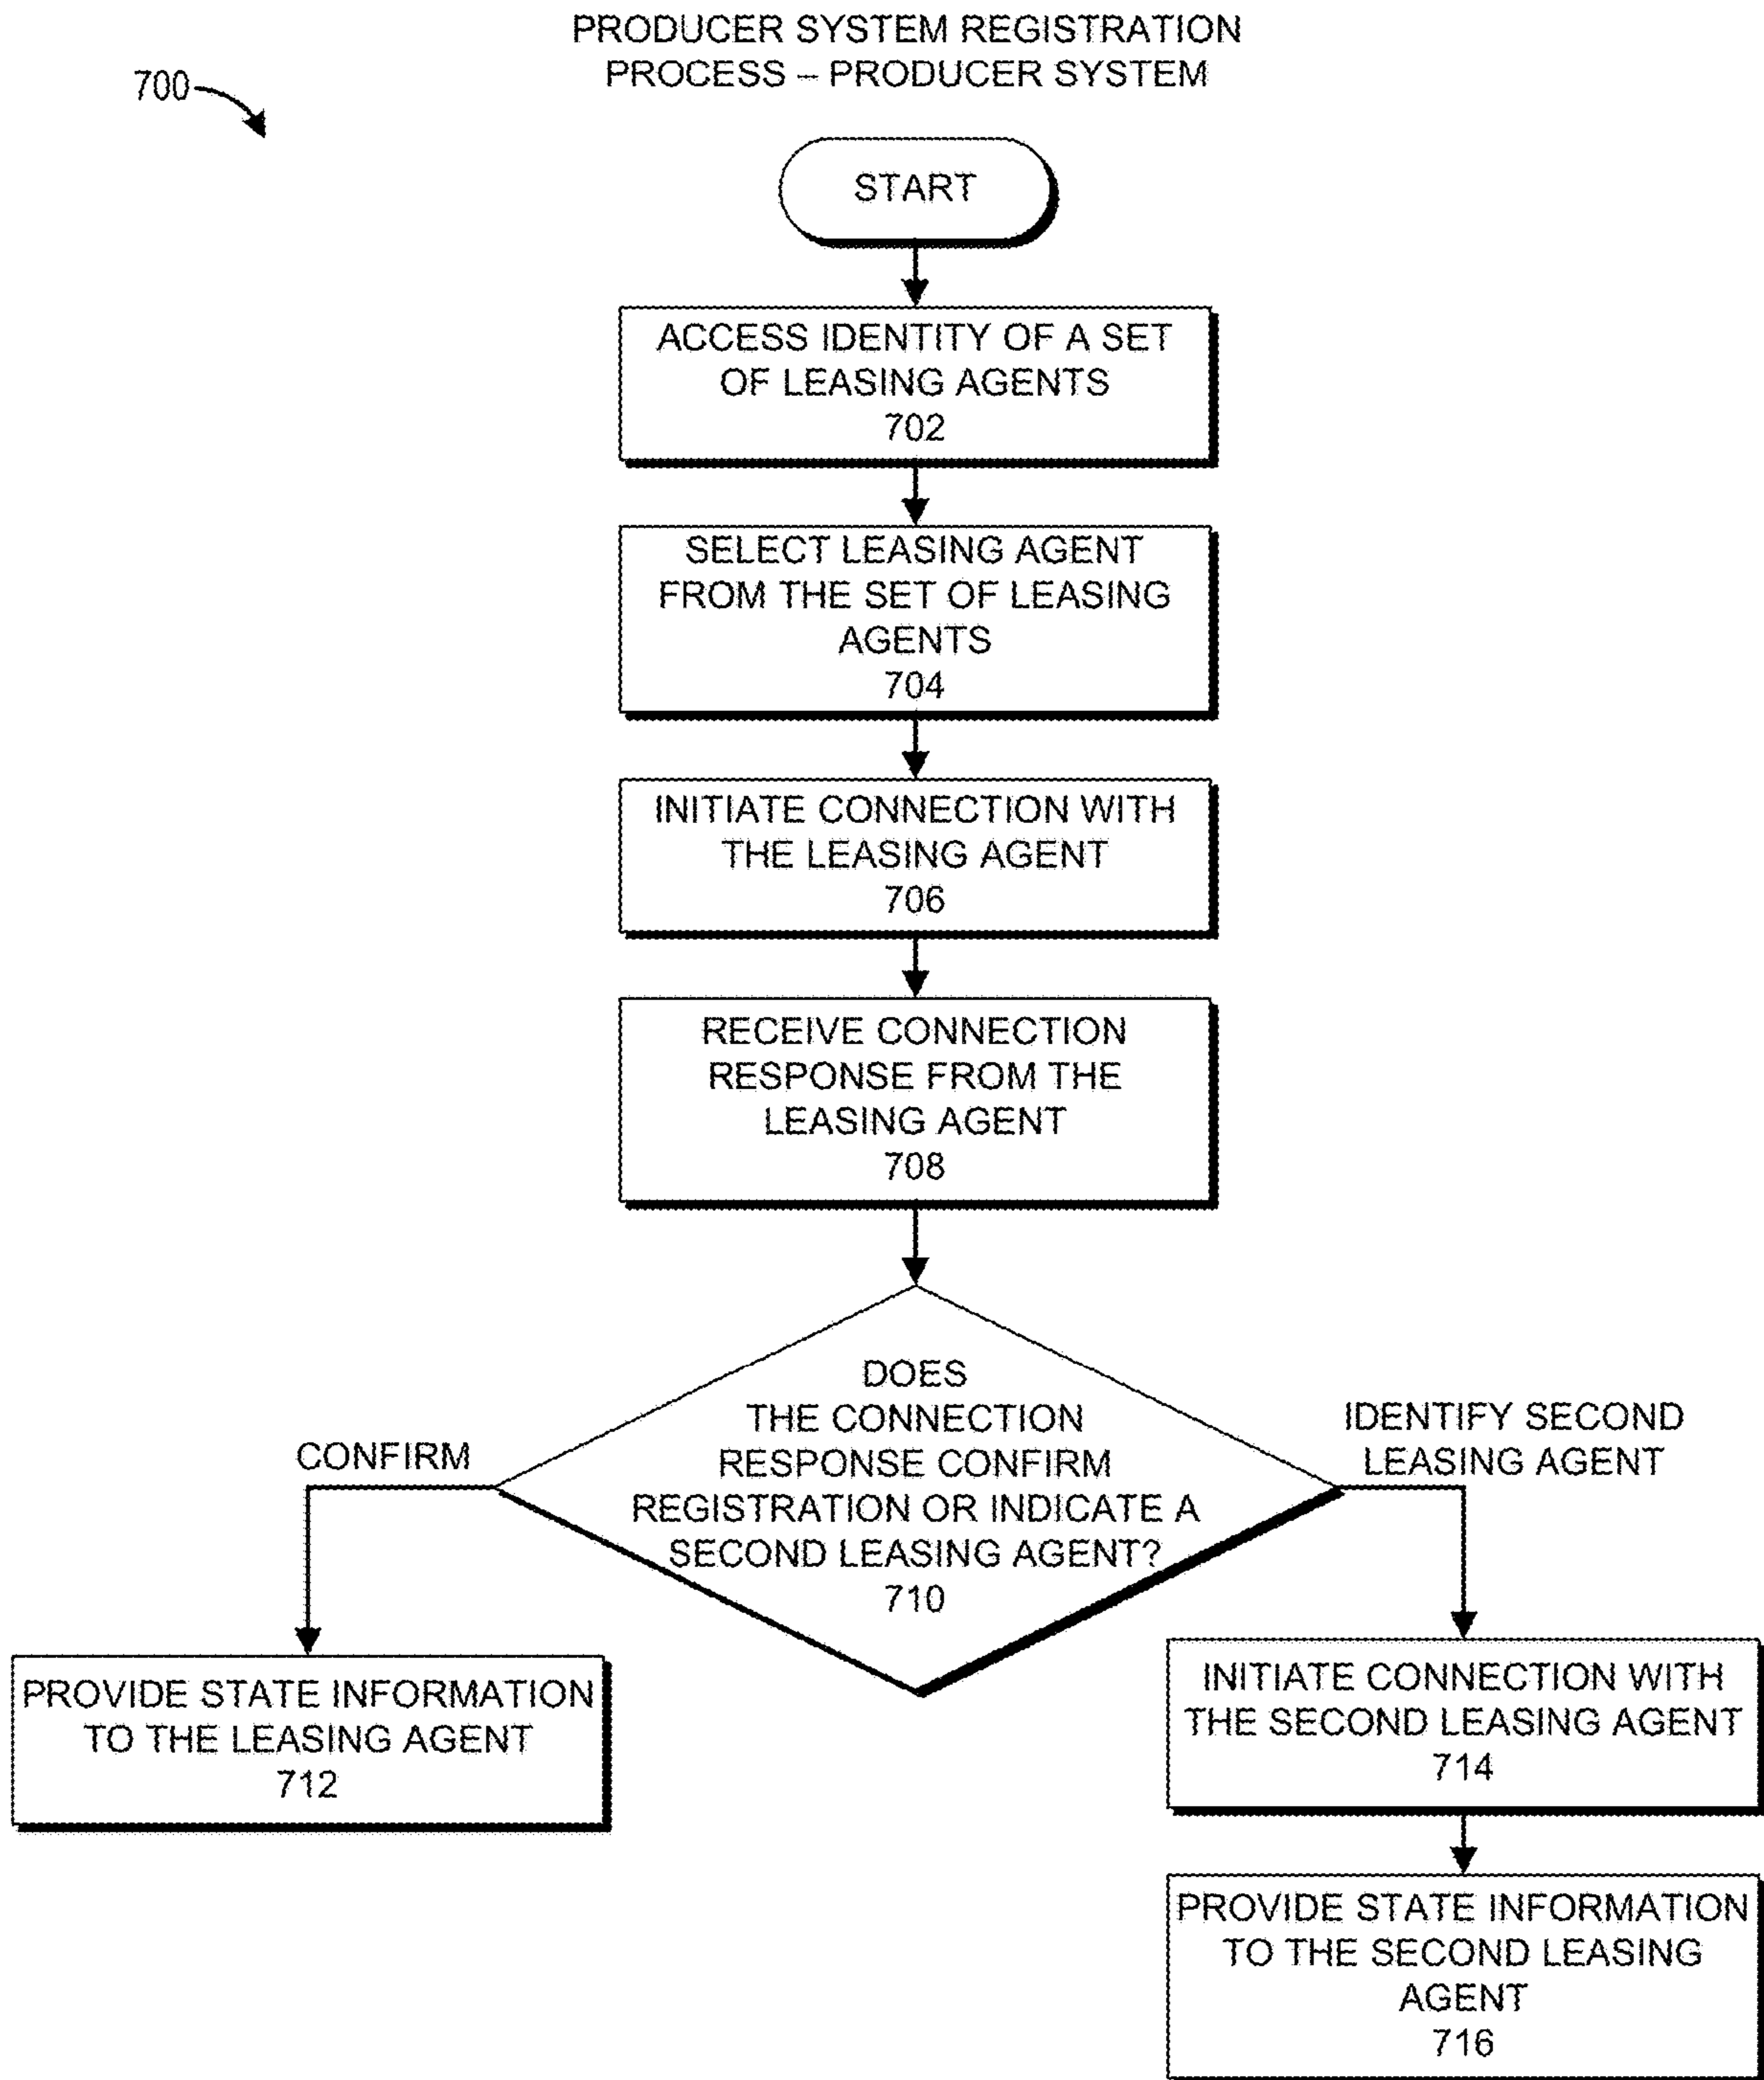 PRODUCER SYSTEM REGISTRATION
PROCESS – PRODUCER SYSTEM
700
START
ACCESS IDENTITY OF A SET
OF LEASING AGENTS
702
SELECT LEASING AGENT
FROM THE SET OF LEASING
AGENTS
704
INITIATE CONNECTION WITH
THE LEASING AGENT
706
RECEIVE CONNECTION
RESPONSE FROM THE
LEASING AGENT
708
DOES
THE CONNECTION
RESPONSE CONFIRM
REGISTRATION OR INDICATE A
SECOND LEASING AGENT?
710
CONFIRM
IDENTIFY SECOND
LEASING AGENT
PROVIDE STATE INFORMATION
TO THE LEASING AGENT
712
INITIATE CONNECTION WITH
THE SECOND LEASING AGENT
714
PROVIDE STATE INFORMATION
TO THE SECOND LEASING
AGENT
716